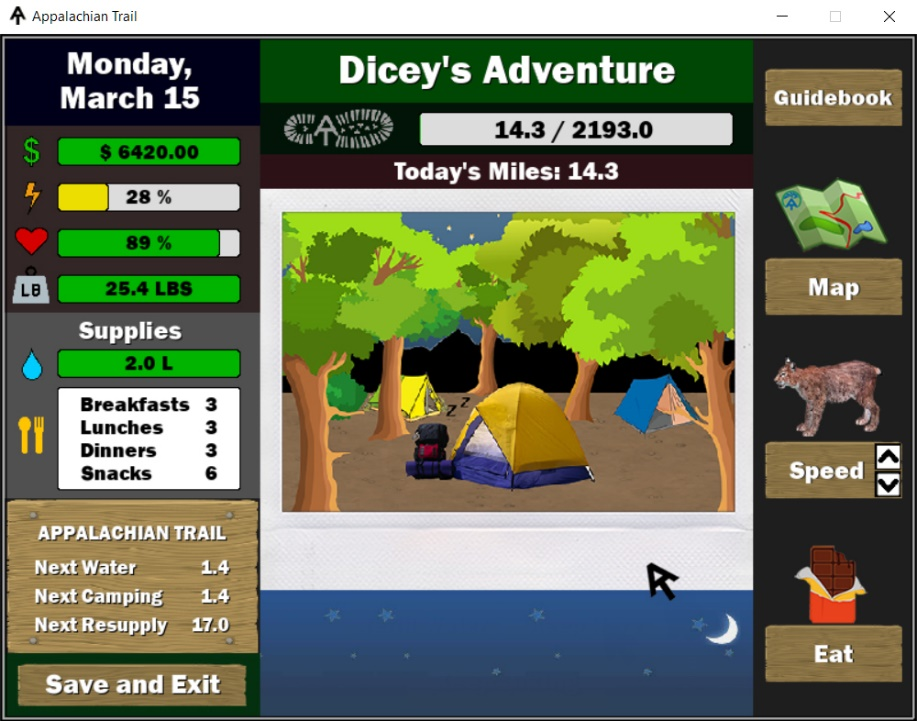 Appalachian Trail
Monday,
March 15
$ 6420.00
28 %
89 %
LB
25.4 LBS
Supplies
2.0 L
Breakfasts 3
Lunches 3
Dinners 3
Snacks 6
APPALACHIAN TRAIL
Next Water 1.4
Next Camping 1.4
Next Resupply 17.0
Save and Exit
Dicey's Adventure
14.3 / 2193.0
Today's Miles: 14.3
z z z
Guidebook
Map
Speed
Eat